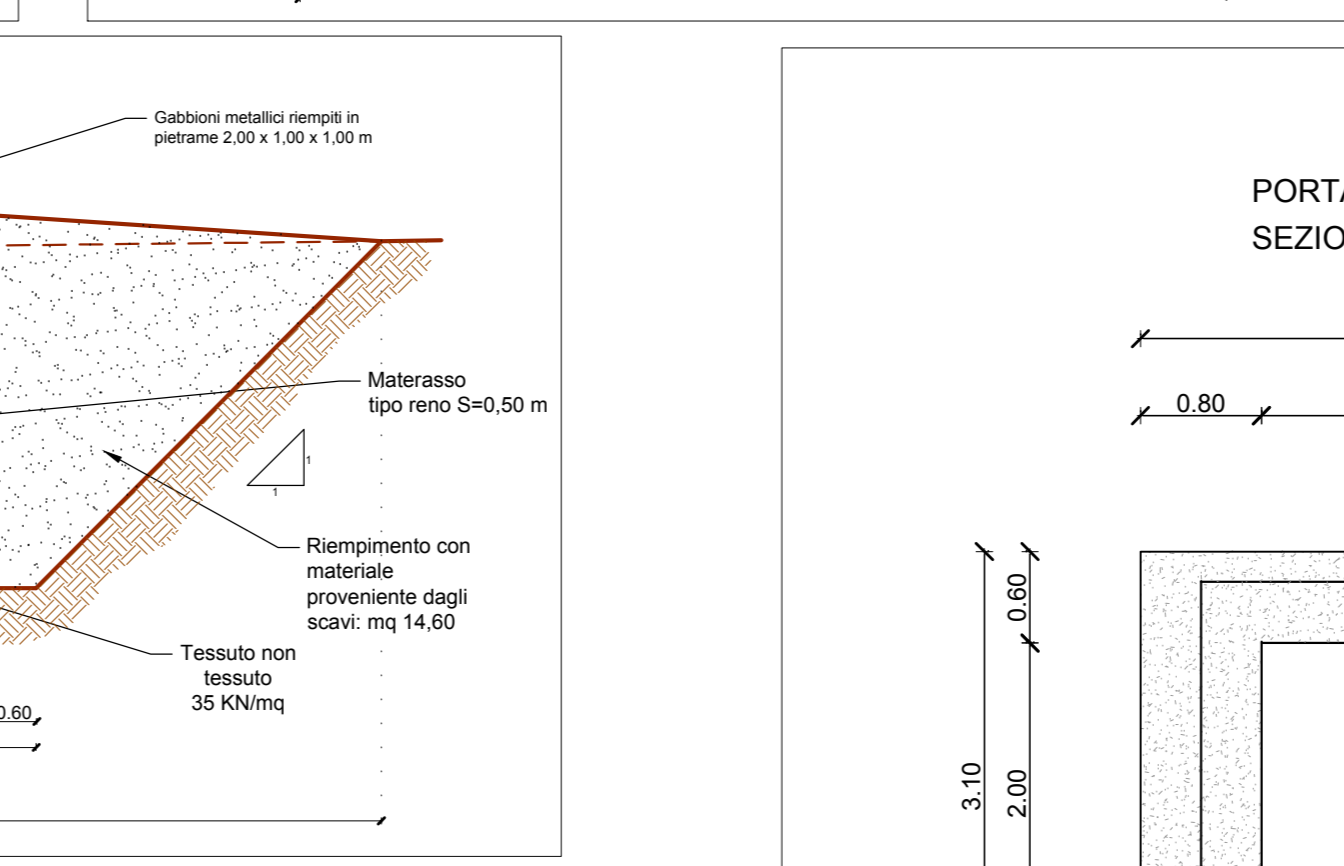 Gabbioni metallici riempiti in
pietrame 2,00 x 1,00 x 1,00 m
Materasso
tipo reno S=0,50 m
1
1
Riempimento con
materiale
proveniente dagli
scavi: mq 14,60
Tessuto non
tessuto
35 KN/mq
0.60
PORTA
SEZIO
0.80
0.60
3.10
2.00